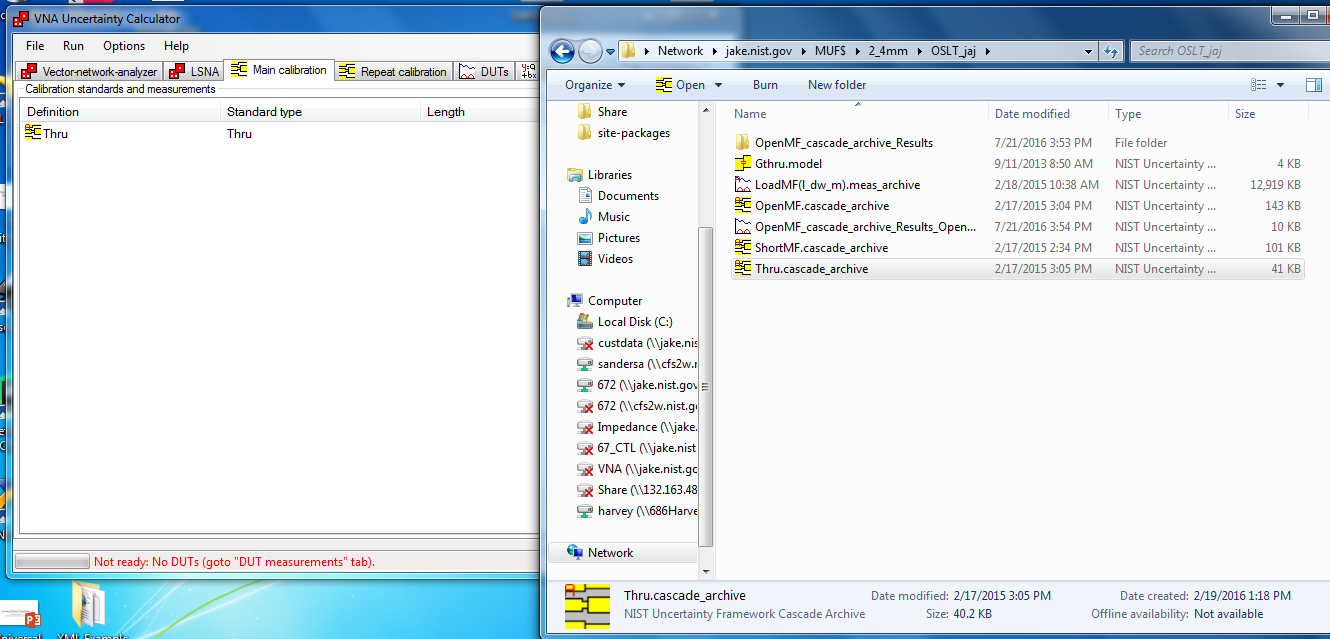 VNA Uncertainty Calculator
File Run Options Help
Vector-network-analyzer LSNA Main calibration Repeat calibration DUTs
Calibration standards and measurements
Definition Standard type Length
Thru Thru
Not ready: No DUTs (goto "DUT measurements" tab).
XML Example
Network jake.nist.gov MUF$ 2_4mm OSLT_jaj
Search OSLT_jaj
Organize Open Burn New folder
Share
site-packages
Libraries
Documents
Music
Pictures
Videos
Computer
Local Disk (C:)
custdata (\\jake.nis
sandersa (\\cfs2w.n
672 (\\jake.nist.gov
672 (\\cfs2w.nist.go
Impedance (\\jake.
67_CTL (\\jake.nist
VNA (\\jake.nist.gc
Share (\\132.163.48
harvey (\\686Harve
Network
Name Date modified Type Size
OpenMF_cascade_archive_Results 7/21/2016 3:53 PM File folder
Gthru.model 9/11/2013 8:50 AM NIST Uncertainty ... 4 KB
LoadMF(l_dw_m).meas_archive 2/18/2015 10:38 AM NIST Uncertainty ... 12,919 KB
OpenMF.cascade_archive 2/17/2015 3:04 PM NIST Uncertainty ... 143 KB
OpenMF_cascade_archive_Results_Open... 7/21/2016 3:54 PM NIST Uncertainty ... 10 KB
ShortMF.cascade_archive 2/17/2015 2:34 PM NIST Uncertainty ... 101 KB
Thru.cascade_archive 2/17/2015 3:05 PM NIST Uncertainty ... 41 KB
Thru.cascade_archive Date modified: 2/17/2015 3:05 PM Date created: 2/19/2016 1:18 PM
NIST Uncertainty Framework Cascade Archive Size: 40.2 KB Offline availability: Not available